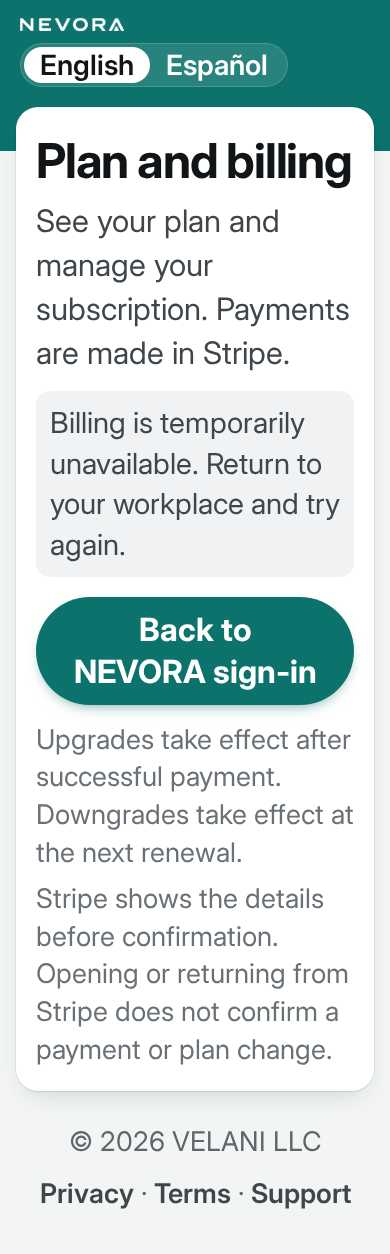 NEVORA
English Español
Plan and billing
See your plan and
manage your
subscription. Payments
are made in Stripe.
Billing is temporarily
unavailable. Return to
your workplace and try
again.
Back to
NEVORA sign-in
Upgrades take effect after
successful payment.
Downgrades take effect at
the next renewal.
Stripe shows the details
before confirmation.
Opening or returning from
Stripe does not confirm a
payment or plan change.
© 2026 VELANI LLC
Privacy · Terms · Support